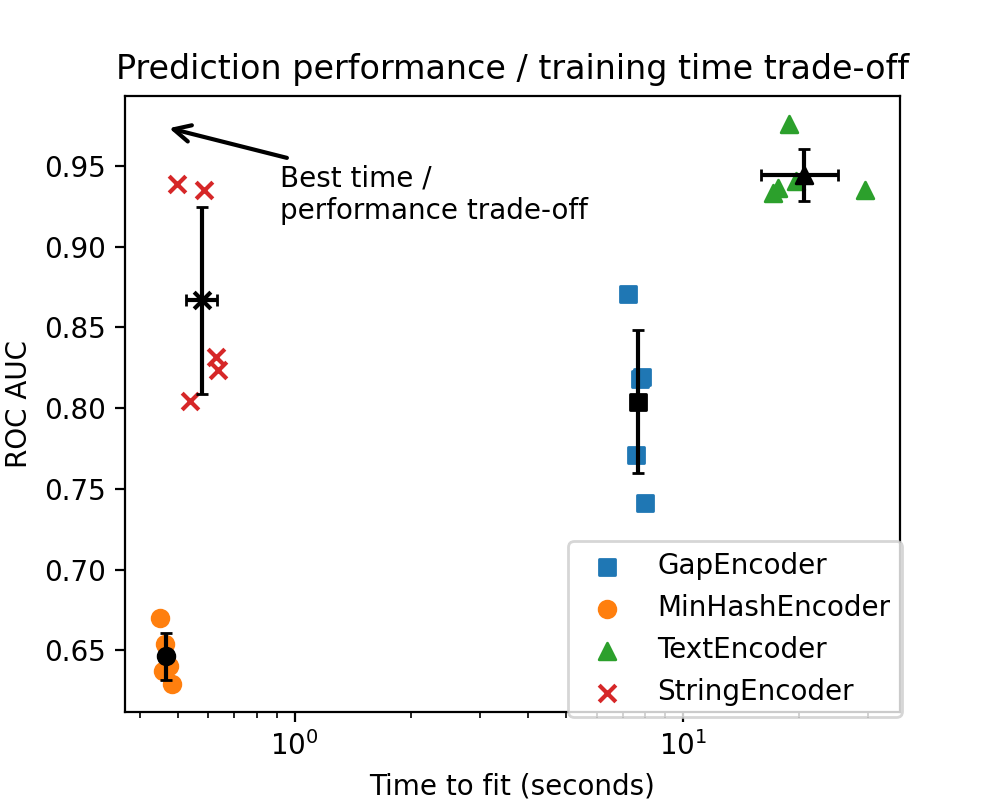 Prediction performance / training time trade-off
Best time /
performance trade-off
ROC AUC
0.95
0.90
0.85
0.80
0.75
0.70
0.65
GapEncoder
MinHashEncoder
TextEncoder
StringEncoder
10⁰
10¹
Time to fit (seconds)